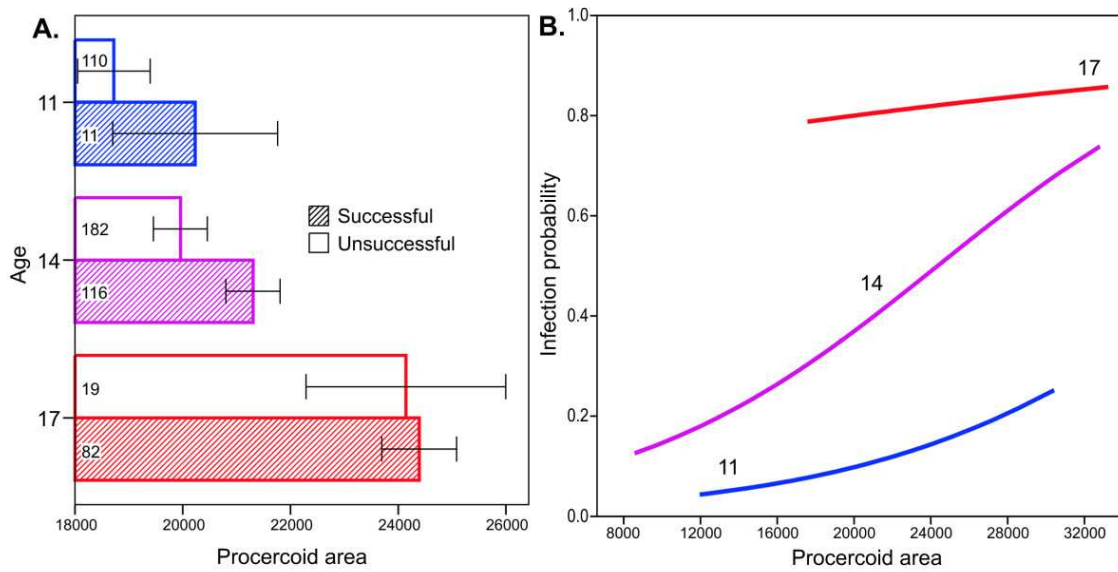 A.
110
11
11
182
Successful
Unsuccessful
14
116
19
17
82
Age
18000 20000 22000 24000 26000
Procercoid area
B.
1.0
17
0.8
0.6
14
0.4
0.2
11
0.0
Infection probability
8000 12000 16000 20000 24000 28000 32000
Procercoid area